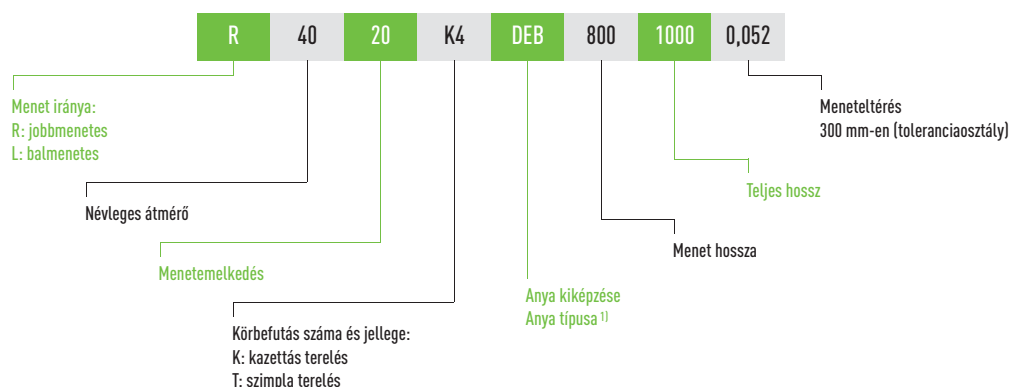 R 40 20 K4 DEB 800 1000 0,052
Menet iránya:
R: jobbmenetes
L: balmenetes
Névleges átmérő
Menetemelkedés
Körbefutás száma és jellege:
K: kazettás terelés
T: szimpla terelés
Anya kiképzése
Anya típusa 1)
Menet hossza
Teljes hossz
Meneteltérés
300 mm-en (toleranciaosztály)